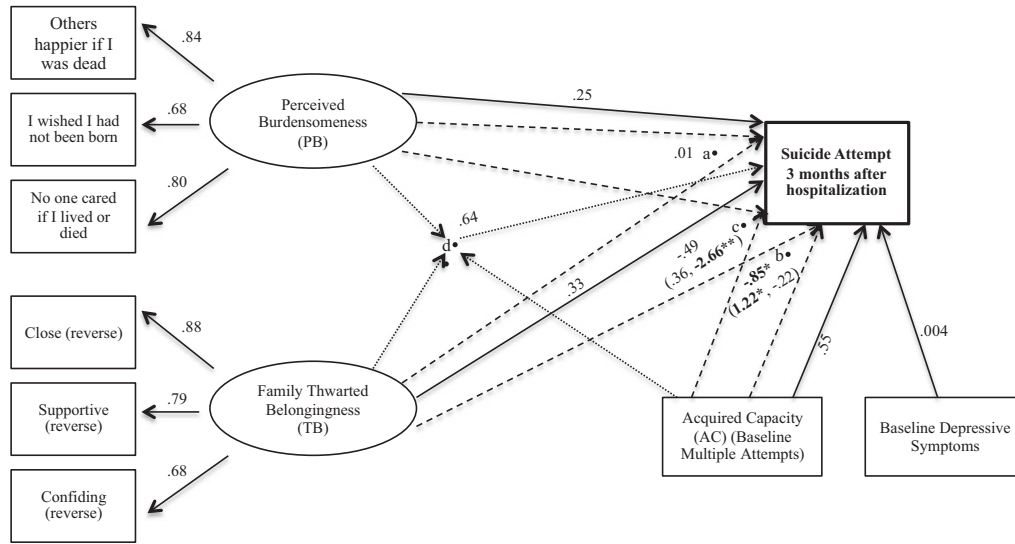 Others
happier if I
was dead
.84
I wished I had
not been born
.68
No one cared
if I lived or
died
.80
Perceived
Burdensomeness
(PB)
.25
.01 a•
Suicide Attempt
3 months after
hospitalization
.64
d•
c•
-.49
(.36, -2.66**)
b•
-.85*
(1.22*, -.22)
.33
.55
.004
Close (reverse)
.88
Supportive
(reverse)
.79
Confiding
(reverse)
.68
Family Thwarted
Belongingness
(TB)
Acquired Capacity
(AC) (Baseline
Multiple Attempts)
Baseline Depressive
Symptoms